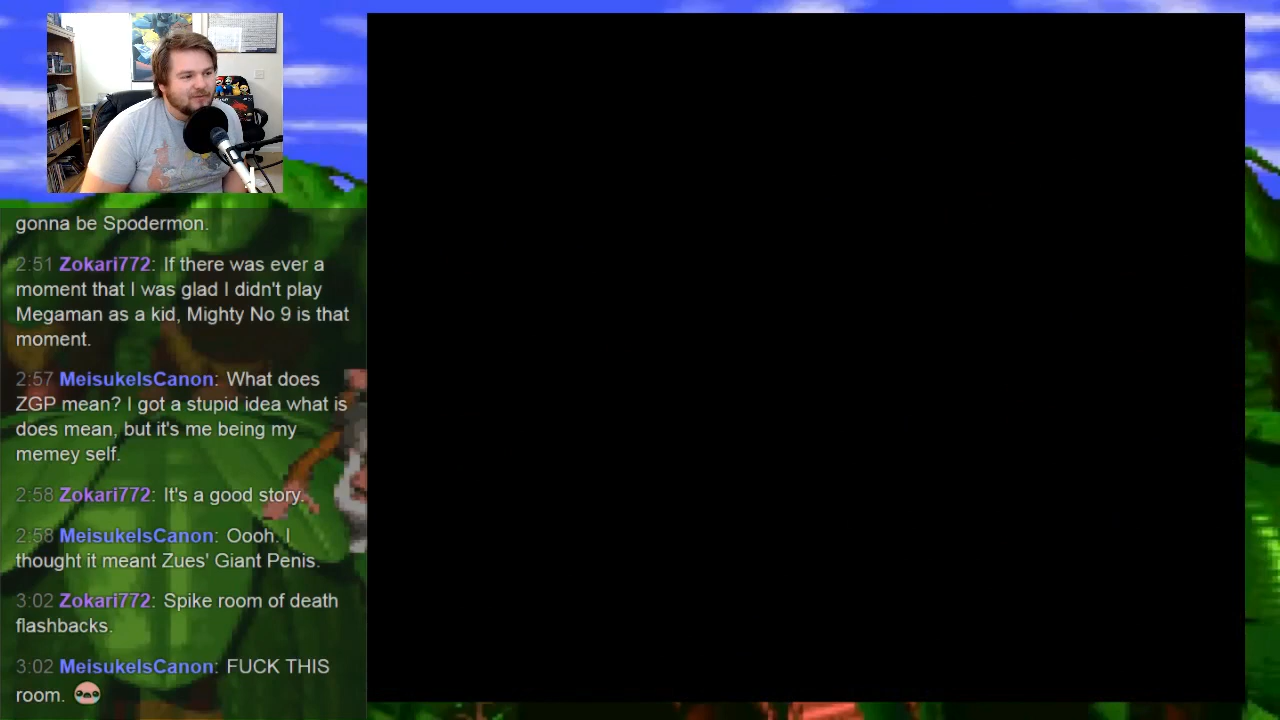 gonna be Spodermon.
2:51 Zokari772: If there was ever a
moment that I was glad I didn't play
Megaman as a kid, Mighty No 9 is that
moment.
2:57 MeisukeIsCanon: What does
ZGP mean? I got a stupid idea what is
does mean, but it's me being my
memey self.
2:58 Zokari772: It's a good story.
2:58 MeisukeIsCanon: Oooh. I
thought it meant Zues' Giant Penis.
3:02 Zokari772: Spike room of death
flashbacks.
3:02 MeisukeIsCanon: FUCK THIS
room.